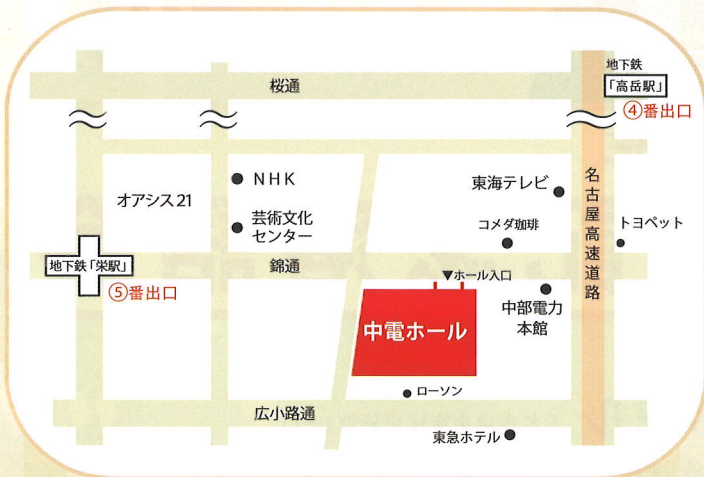 地下鉄
「高岳駅」
④番出口
桜通
NHK
オアシス21
芸術文化
センター
東海テレビ
コメダ珈琲
名古屋高速道路
トヨペット
地下鉄「栄駅」
⑤番出口
錦通
▼ホール入口
中電ホール
中部電力
本館
ローソン
広小路通
東急ホテル